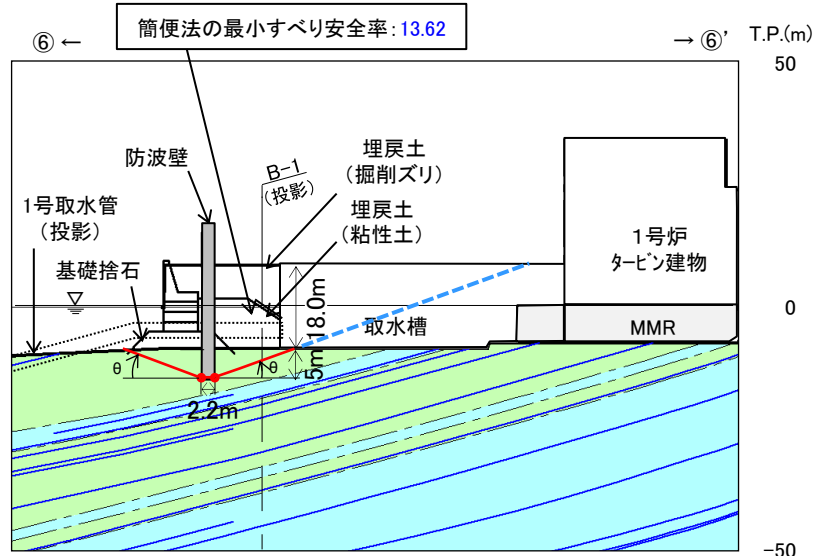 簡便法の最小すべり安全率：13.62
⑥ ←
→ ⑥’
T.P.(m)
50
防波壁
B-1
(投影)
埋戻土
(掘削ズリ)
埋戻土
(粘性土)
1号取水管
(投影)
基礎捨石
1号炉
タービン建物
▽
0
18.0m
取水槽
MMR
θ
θ
5m
2.2m
-50